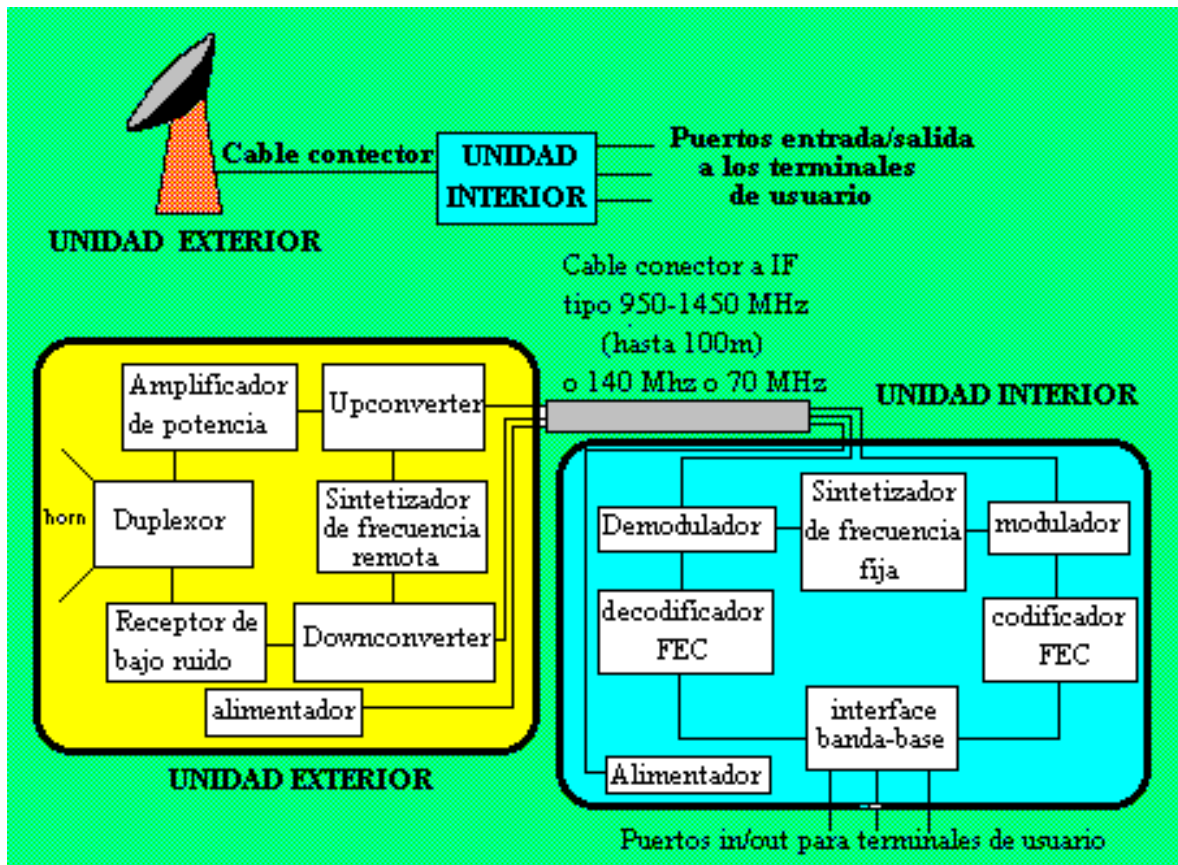 Cable contector
UNIDAD
INTERIOR
Puertos entrada/salida
a los terminales
de usuario
UNIDAD EXTERIOR
Cable conector a IF
tipo 950-1450 MHz
(hasta 100m)
o 140 Mhz o 70 MHz
UNIDAD INTERIOR
Amplificador
de potencia
Upconverter
horn
Duplexor
Sintetizador
de frecuencia
remota
Receptor de
bajo ruido
Downconverter
alimentador
UNIDAD EXTERIOR
Demodulador
Sintetizador
de frecuencia
fija
modulador
decodificador
FEC
codificador
FEC
interface
banda-base
Alimentador
Puertos in/out para terminales de usuario